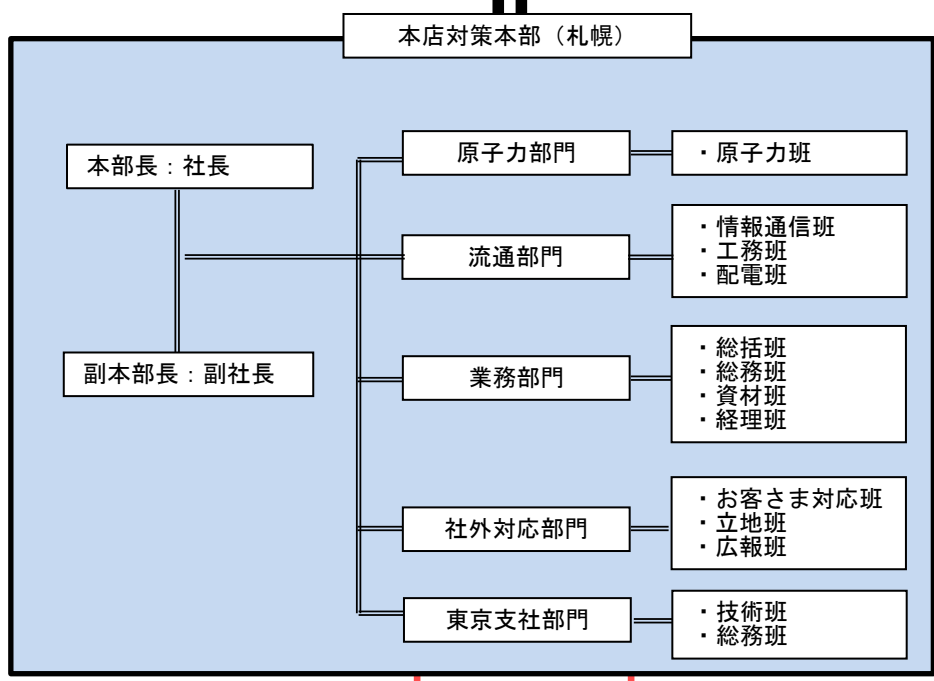 本店対策本部（札幌）
本部長：社長
副本部長：副社長
原子力部門
・原子力班
流通部門
・情報通信班
・工務班
・配電班
業務部門
・総括班
・総務班
・資材班
・経理班
社外対応部門
・お客さま対応班
・立地班
・広報班
東京支社部門
・技術班
・総務班